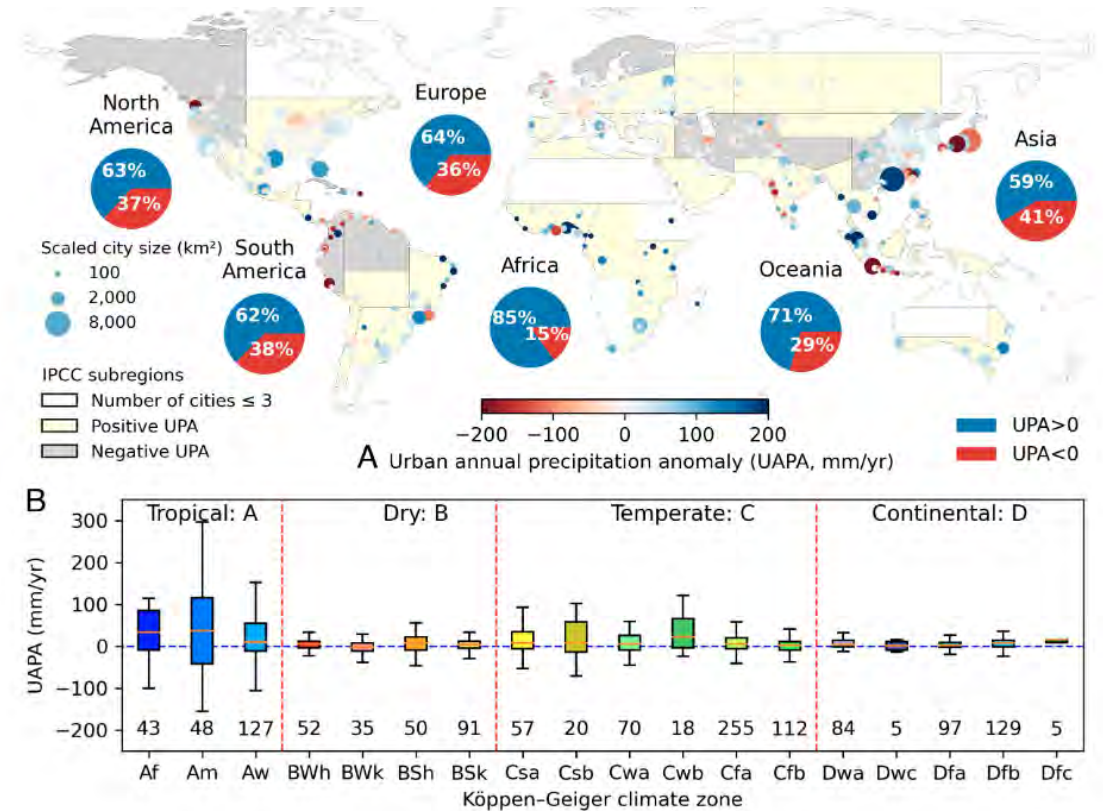 North
America
63%
37%
Europe
64%
36%
Asia
59%
41%
Scaled city size (km²)
100
2,000
8,000
South
America
62%
38%
Africa
85%
15%
Oceania
71%
29%
IPCC subregions
Number of cities ≤ 3
Positive UPA
Negative UPA
−200 −100 0 100 200
A Urban annual precipitation anomaly (UAPA, mm/yr)
UPA>0
UPA<0
B
Tropical: A Dry: B Temperate: C Continental: D
UAPA (mm/yr)
300
200
100
0
−100
−200
43 48 127 52 35 50 91 57 20 70 18 255 112 84 5 97 129 5
Af Am Aw BWh BWk BSh BSk Csa Csb Cwa Cwb Cfa Cfb Dwa Dwc Dfa Dfb Dfc
Köppen–Geiger climate zone